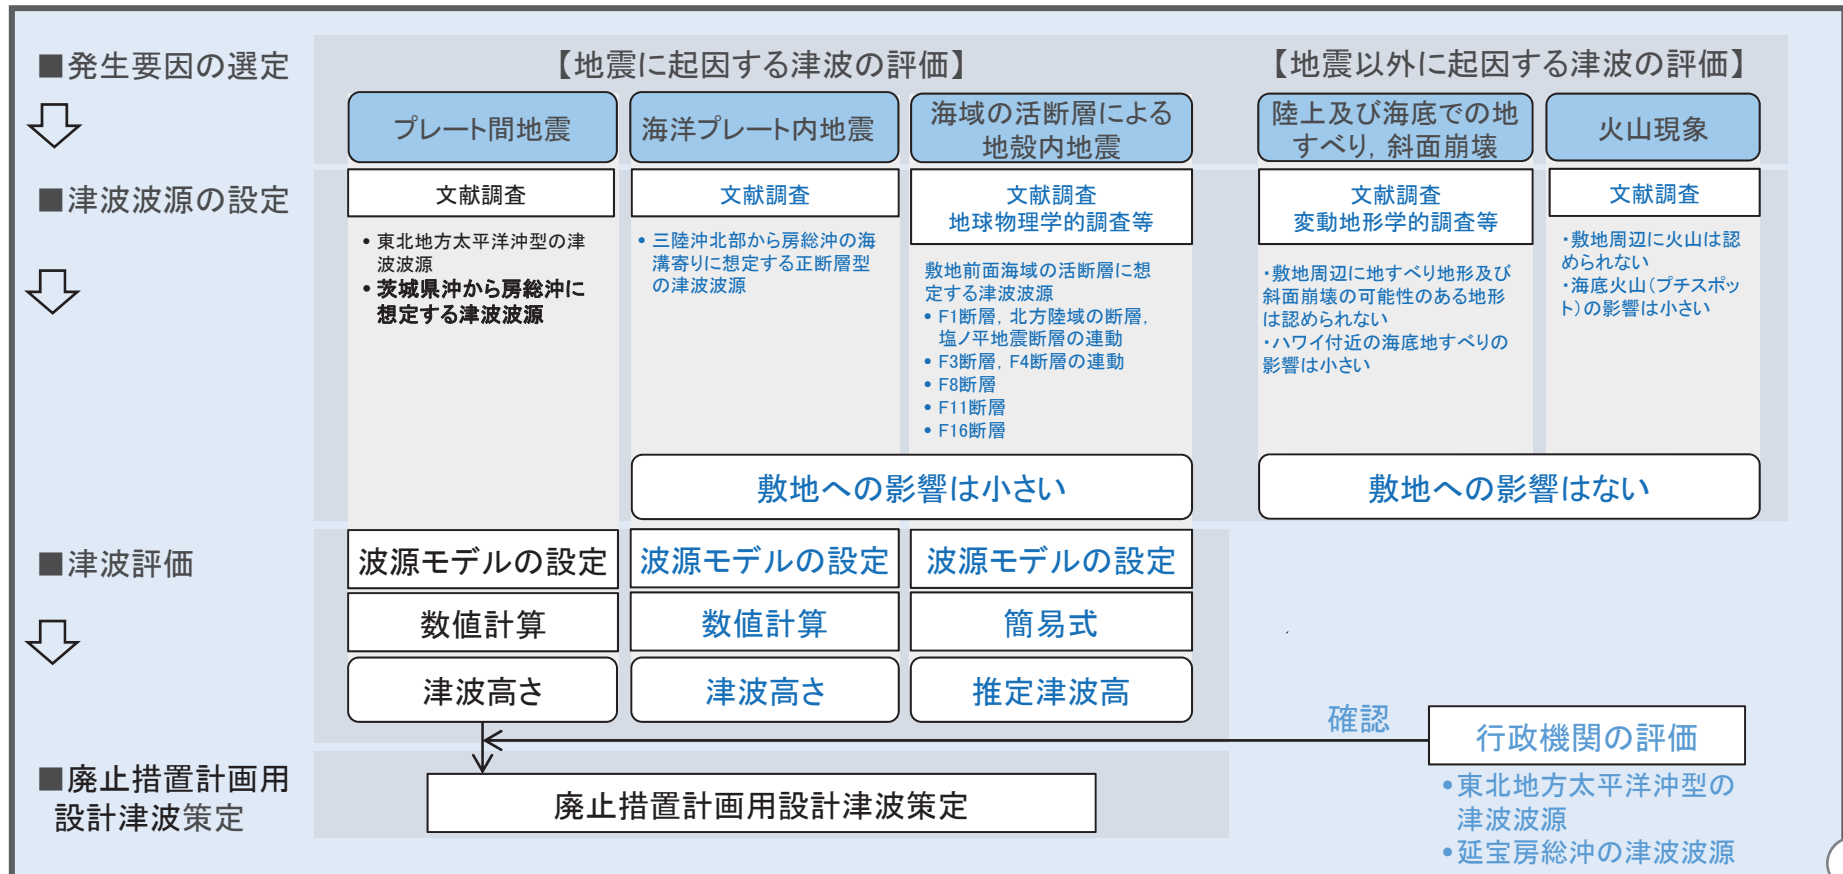 ■発生要因の選定
【地震に起因する津波の評価】
【地震以外に起因する津波の評価】
プレート間地震
海洋プレート内地震
海域の活断層による
地殻内地震
陸上及び海底での地
すべり，斜面崩壊
火山現象
■津波波源の設定
文献調査
• 東北地方太平洋沖型の津
波波源
• 茨城県沖から房総沖に
想定する津波波源
文献調査
• 三陸沖北部から房総沖の海
溝寄りに想定する正断層型
の津波波源
文献調査
地球物理学的調査等
敷地前面海域の活断層に想
定する津波波源
• F1断層，北方陸域の断層，
塩ノ平地震断層の連動
• F3断層，F4断層の連動
• F8断層
• F11断層
• F16断層
敷地への影響は小さい
文献調査
変動地形学的調査等
・敷地周辺に地すべり地形及び
斜面崩壊の可能性のある地形
は認められない
・ハワイ付近の海底地すべりの
影響は小さい
文献調査
・敷地周辺に火山は認
められない
・海底火山（プチスポッ
ト）の影響は小さい
敷地への影響はない
■津波評価
波源モデルの設定
数値計算
津波高さ
波源モデルの設定
数値計算
津波高さ
波源モデルの設定
簡易式
推定津波高
確認
行政機関の評価
•東北地方太平洋沖型の
津波波源
•延宝房総沖の津波波源
■廃止措置計画用
設計津波策定
廃止措置計画用設計津波策定